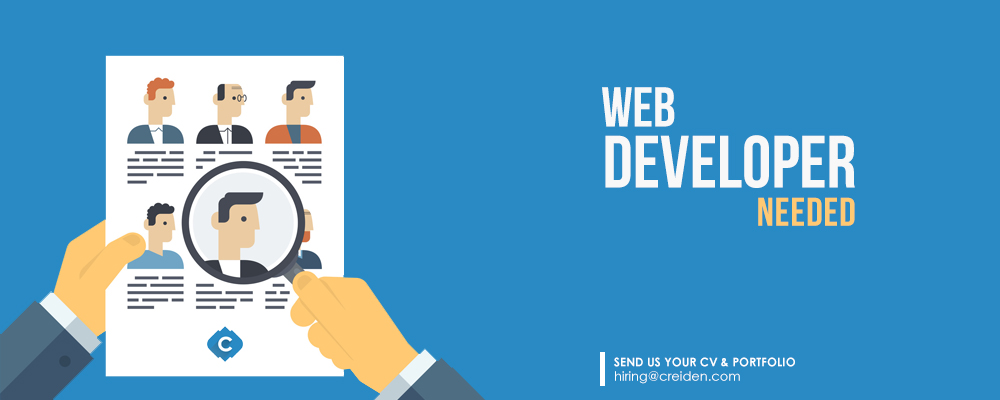 C
WEB
DEVELOPER
NEEDED
SEND US YOUR CV & PORTFOLIO
hiring@creiden.com